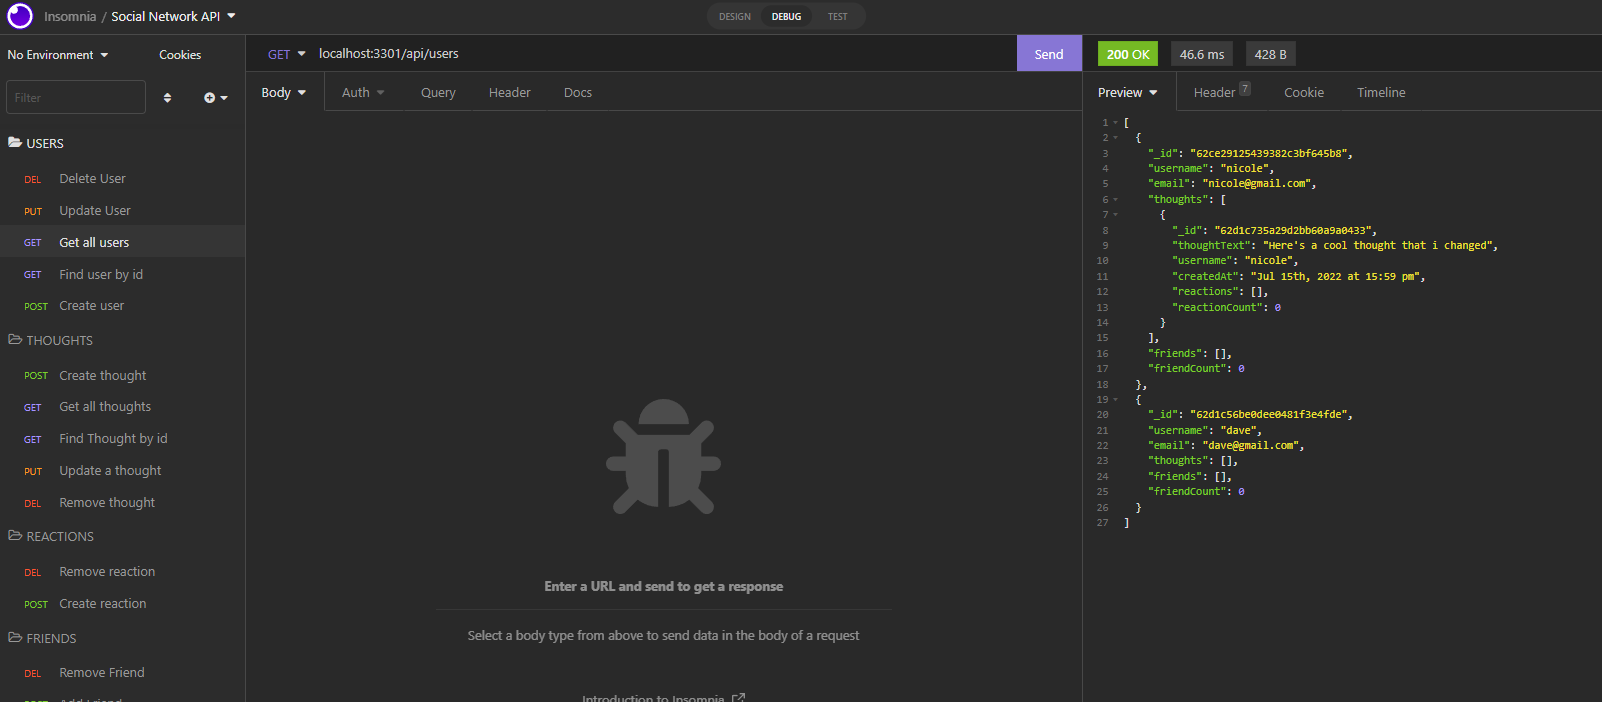 Insomnia / Social Network API
DESIGN DEBUG TEST
No Environment Cookies
GET localhost:3301/api/users Send
200 OK 46.6 ms 428 B
Filter
Body Auth Query Header Docs
Preview Header 7 Cookie Timeline
USERS
DEL Delete User
PUT Update User
GET Get all users
GET Find user by id
POST Create user
THOUGHTS
POST Create thought
GET Get all thoughts
GET Find Thought by id
PUT Update a thought
DEL Remove thought
REACTIONS
DEL Remove reaction
POST Create reaction
FRIENDS
DEL Remove Friend
Add Friend
Enter a URL and send to get a response
Select a body type from above to send data in the body of a request
Introduction to Insomnia
1 [
2 {
3 "_id": "62ce29125439382c3bf645b8",
4 "username": "nicole",
5 "email": "nicole@gmail.com",
6 "thoughts": [
7 {
8 "_id": "62d1c735a29d2bb60a9a0433",
9 "thoughtText": "Here's a cool thought that i changed",
10 "username": "nicole",
11 "createdAt": "Jul 15th, 2022 at 15:59 pm",
12 "reactions": [],
13 "reactionCount": 0
14 }
15 ],
16 "friends": [],
17 "friendCount": 0
18 },
19 {
20 "_id": "62d1c56be0dee0481f3e4fde",
21 "username": "dave",
22 "email": "dave@gmail.com",
23 "thoughts": [],
24 "friends": [],
25 "friendCount": 0
26 }
27 ]